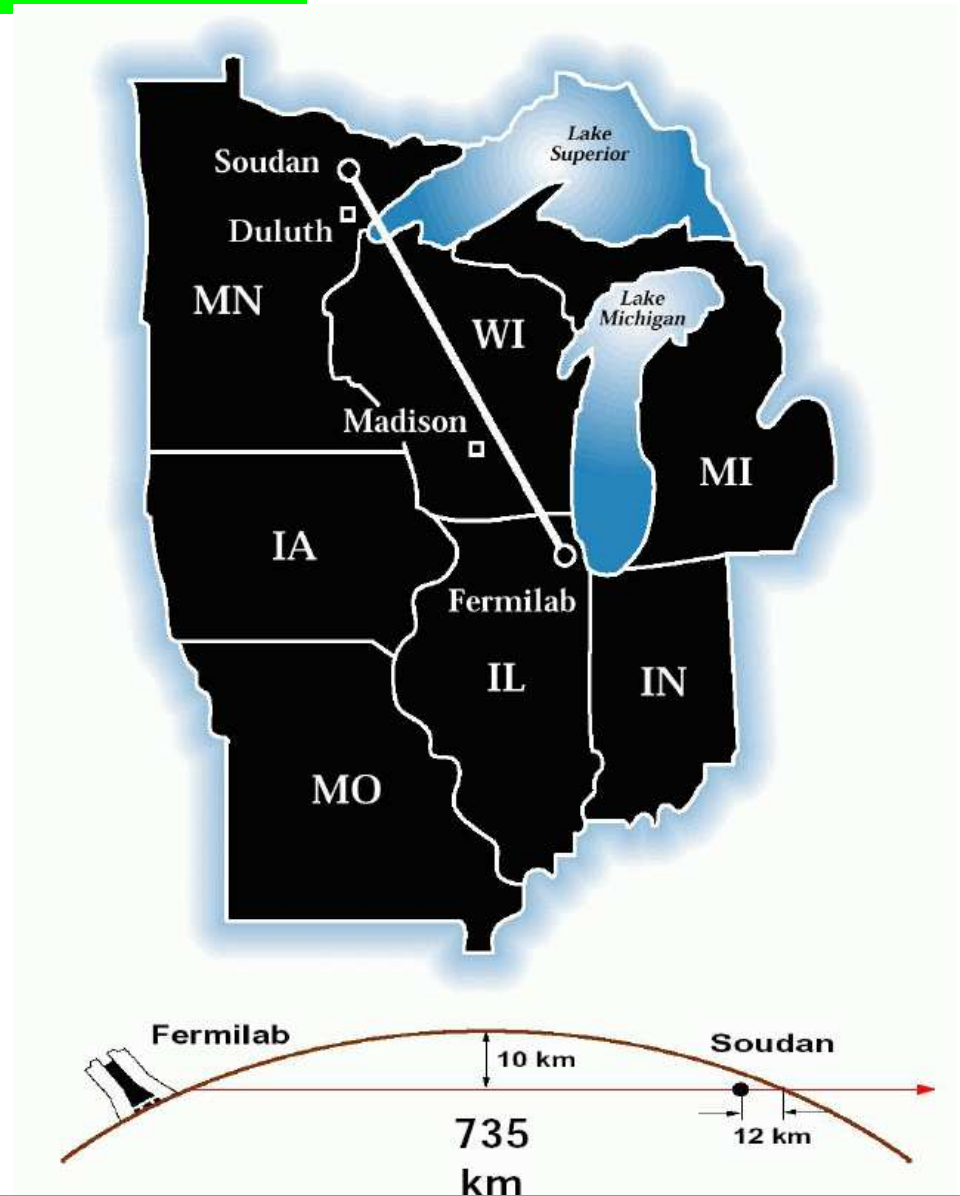 Lake
Superior
Soudan
Duluth
MN
Lake
Michigan
WI
Madison
MI
IA
Fermilab
IL
IN
MO
Fermilab
Soudan
10 km
735
km
12 km